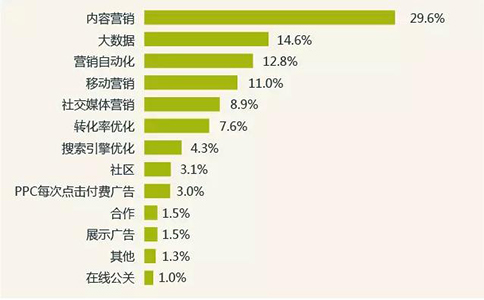 内容营销 29.6%
大数据 14.6%
营销自动化 12.8%
移动营销 11.0%
社交媒体营销 8.9%
转化率优化 7.6%
搜索引擎优化 4.3%
社区 3.1%
PPC每次点击付费广告 3.0%
合作 1.5%
展示广告 1.5%
其他 1.3%
在线公关 1.0%